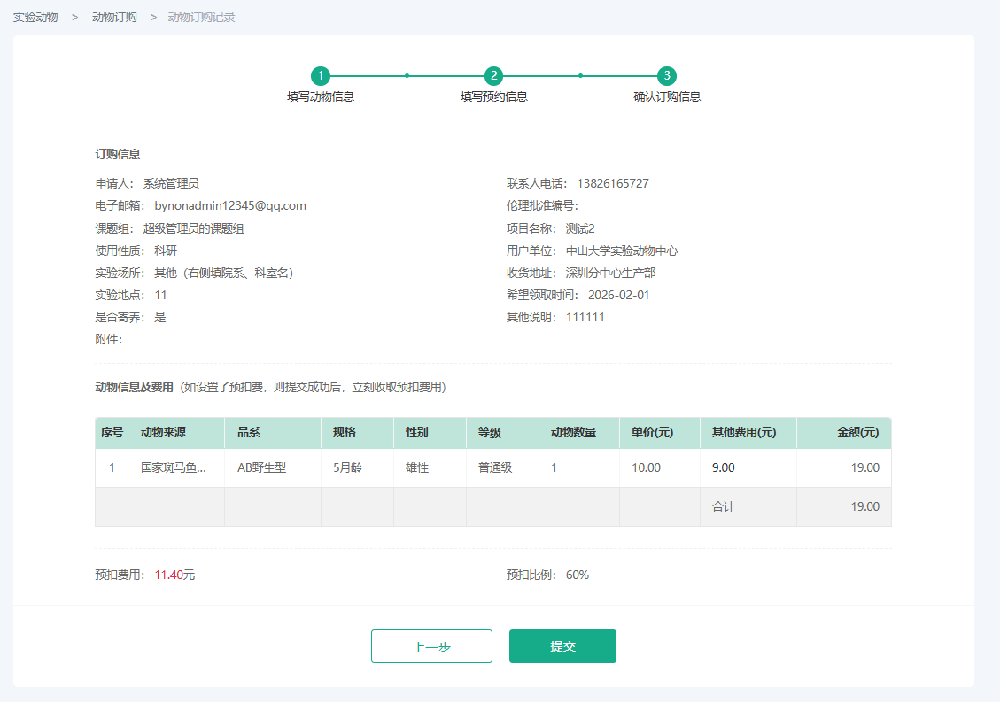 实验动物 > 动物订购 > 动物订购记录
1 2 3
填写动物信息 填写预约信息 确认订购信息
订购信息
申请人： 系统管理员 联系人电话： 13826165727
电子邮箱： bynonadmin12345@qq.com 伦理批准编号：
课题组： 超级管理员的课题组 项目名称： 测试2
使用性质： 科研 用户单位： 中山大学实验动物中心
实验场所： 其他（右侧填院系、科室名） 收货地址： 深圳分中心生产部
实验地点： 11 希望领取时间： 2026-02-01
是否寄养： 是 其他说明： 111111
附件：
动物信息及费用（如设置了预扣费，则提交成功后，立刻收取预扣费用）
序号 动物来源 品系 规格 性别 等级 动物数量 单价(元) 其他费用(元) 金额(元)
1 国家斑马鱼... AB野生型 5月龄 雄性 普通级 1 10.00 9.00 19.00
合计 19.00
预扣费用： 11.40元 预扣比例： 60%
上一步 提交